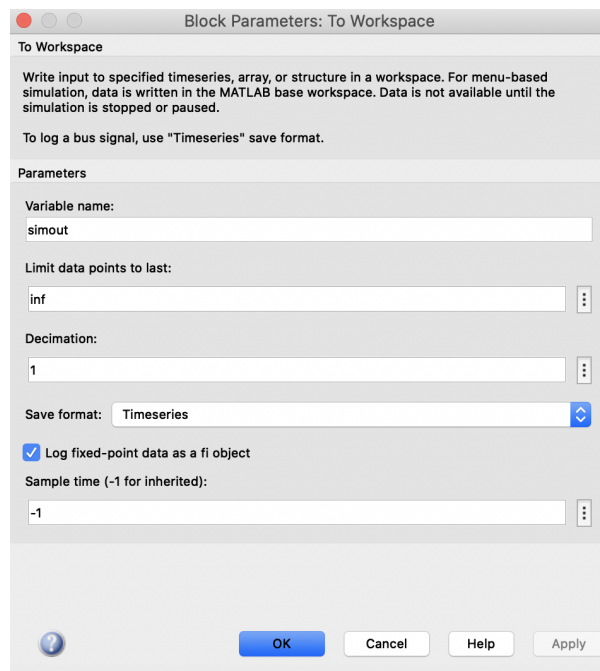 Block Parameters: To Workspace
To Workspace
Write input to specified timeseries, array, or structure in a workspace. For menu-based
simulation, data is written in the MATLAB base workspace. Data is not available until the
simulation is stopped or paused.
To log a bus signal, use "Timeseries" save format.
Parameters
Variable name:
simout
Limit data points to last:
inf
Decimation:
1
Save format: Timeseries
Log fixed-point data as a fi object
Sample time (-1 for inherited):
-1
? OK Cancel Help Apply